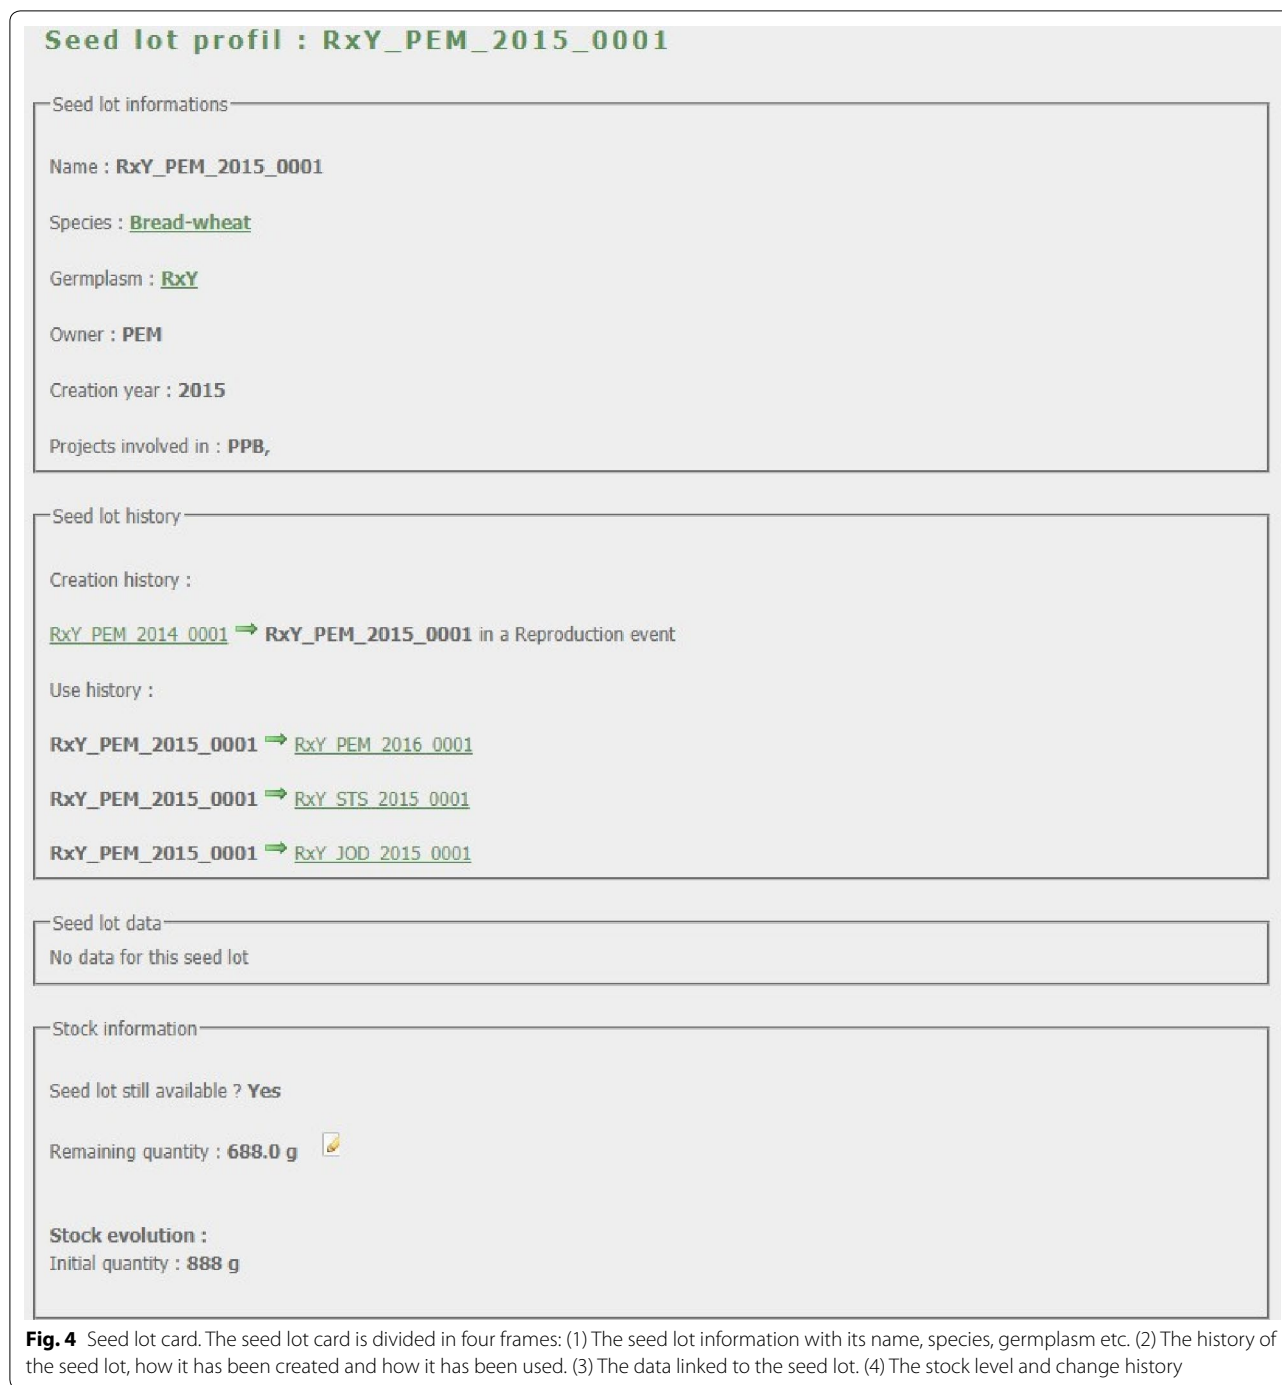 Seed lot profil : RxY_PEM_2015_0001
Seed lot informations
Name : RxY_PEM_2015_0001
Species : Bread-wheat
Germplasm : RxY
Owner : PEM
Creation year : 2015
Projects involved in : PPB,
Seed lot history
Creation history :
RxY_PEM_2014_0001 ⇒ RxY_PEM_2015_0001 in a Reproduction event
Use history :
RxY_PEM_2015_0001 ⇒ RxY_PEM_2016_0001
RxY_PEM_2015_0001 ⇒ RxY_STS_2015_0001
RxY_PEM_2015_0001 ⇒ RxY_JOD_2015_0001
Seed lot data
No data for this seed lot
Stock information
Seed lot still available ? Yes
Remaining quantity : 688.0 g
Stock evolution :
Initial quantity : 888 g
Fig. 4 Seed lot card. The seed lot card is divided in four frames: (1) The seed lot information with its name, species, germplasm etc. (2) The history of
the seed lot, how it has been created and how it has been used. (3) The data linked to the seed lot. (4) The stock level and change history